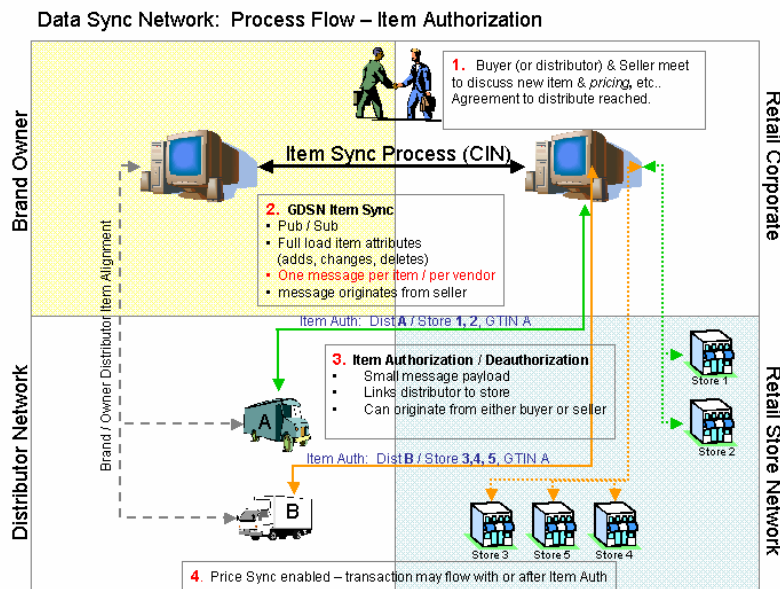 Data Sync Network: Process Flow – Item Authorization
1. Buyer (or distributor) & Seller meet
to discuss new item & pricing, etc..
Agreement to distribute reached.
Brand Owner
Retail Corporate
Item Sync Process (CIN)
2. GDSN Item Sync
• Pub / Sub
• Full load item attributes
(adds, changes, deletes)
• One message per item / per vendor
• message originates from seller
Brand / Owner Distributor Item Alignment
Item Auth: Dist A / Store 1, 2, GTIN A
3. Item Authorization / Deauthorization
▪ Small message payload
▪ Links distributor to store
▪ Can originate from either buyer or seller
Distributor Network
Retail Store Network
A
Store 1
Store 2
Item Auth: Dist B / Store 3,4, 5, GTIN A
B
Store 3
Store 5
Store 4
4. Price Sync enabled – transaction may flow with or after Item Auth